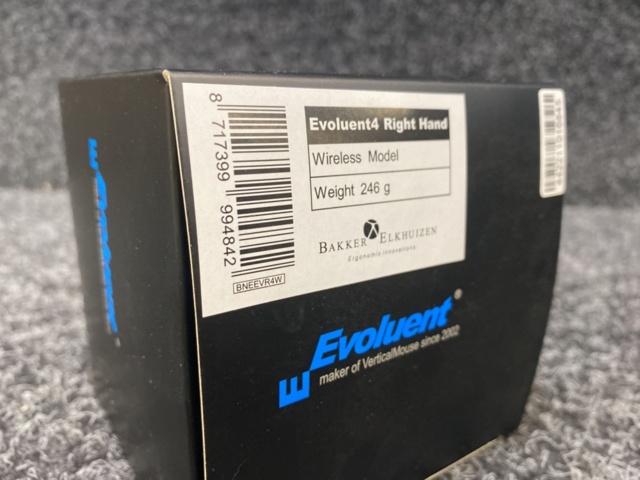 8 717399 994842
BNEEVR4W
Evoluent4 Right Hand
Wireless Model
Weight 246 g
BAKKER ELKHUIZEN
Ergonomic innovations.
Evoluent®
maker of VerticalMouse since 2002
E